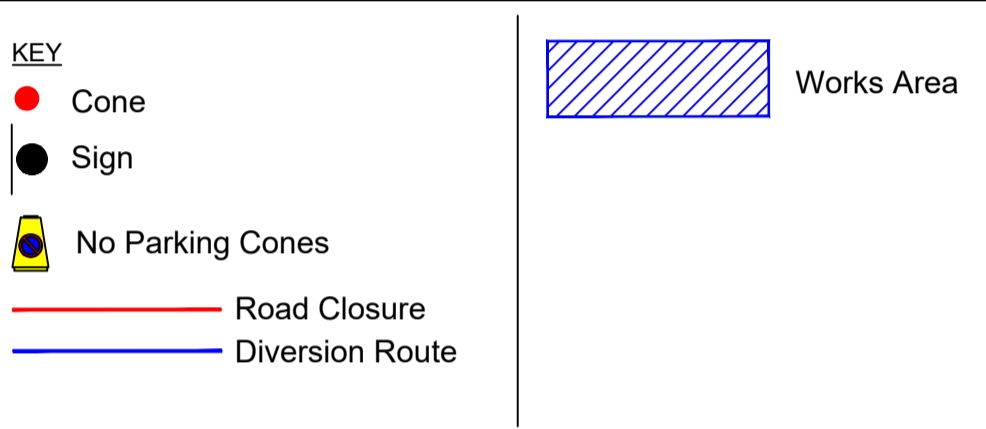 KEY
Cone
Sign
No Parking Cones
Road Closure
Diversion Route
Works Area